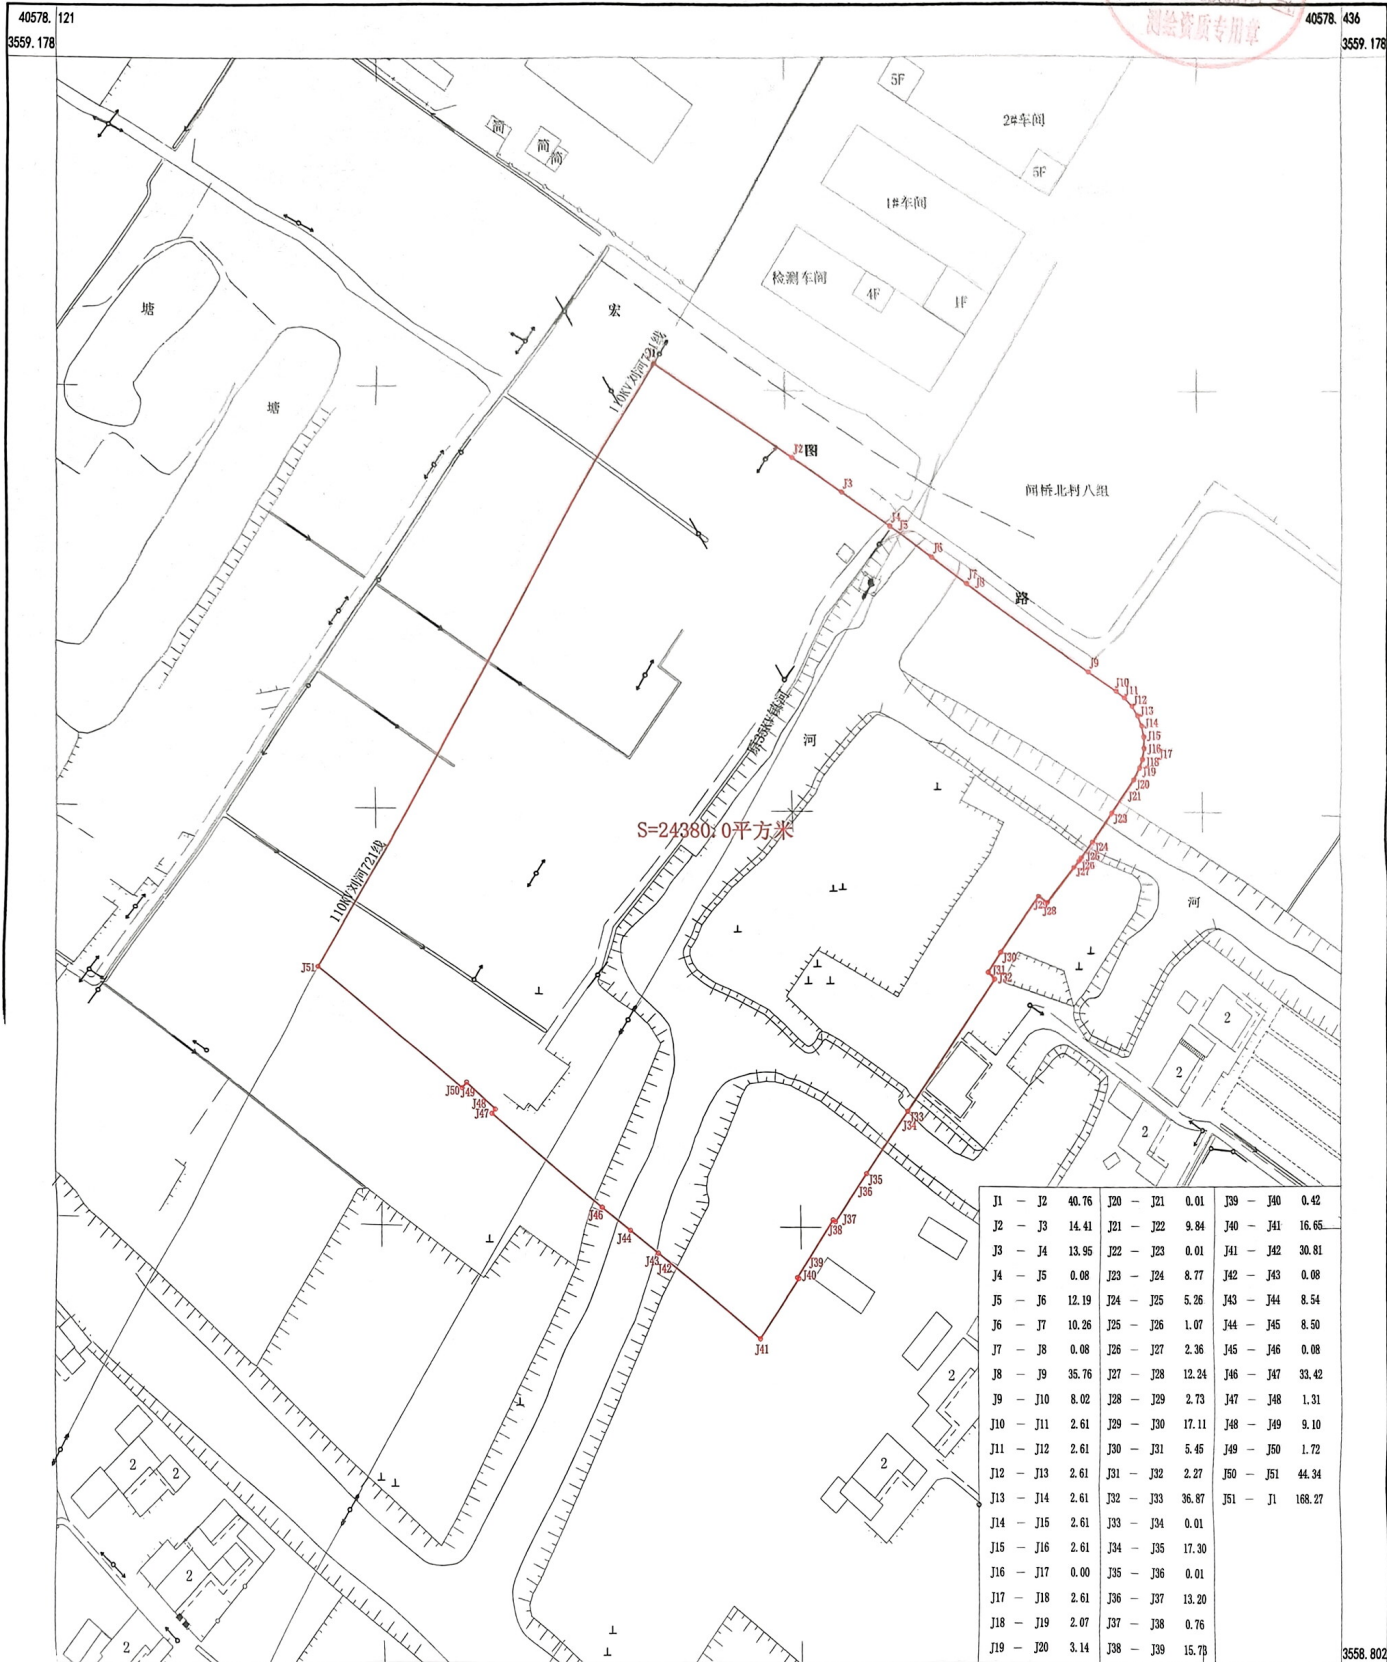 40578. 121
3559. 178
40578. 436
3559. 178
测绘资质专用章
5F
2#车间
5F
简
简
简
1#车间
检测车间
4F
1F
塘
宏
110KV刘河721线
J1
塘
J2
图
J3
闸桥北村八组
J4
J5
J6
J7
J8
路
J9
J10
J11
J12
J13
J14
J15
J16
J17
J18
J19
J20
J21
J23
原35KV镇河
河
S=24380.0平方米
J24
J25
J26
J27
110KV刘河721线
J29
J28
河
J30
J51
J31
J32
2
2
J50
J49
J48
J47
J33
J34
2
J35
J36
J46
J37
J38
J44
J43
J42
J39
J40
J41
2
2
2
2
2
2
J1 — J2 40.76 J20 — J21 0.01 J39 — J40 0.42
J2 — J3 14.41 J21 — J22 9.84 J40 — J41 16.65
J3 — J4 13.95 J22 — J23 0.01 J41 — J42 30.81
J4 — J5 0.08 J23 — J24 8.77 J42 — J43 0.08
J5 — J6 12.19 J24 — J25 5.26 J43 — J44 8.54
J6 — J7 10.26 J25 — J26 1.07 J44 — J45 8.50
J7 — J8 0.08 J26 — J27 2.36 J45 — J46 0.08
J8 — J9 35.76 J27 — J28 12.24 J46 — J47 33.42
J9 — J10 8.02 J28 — J29 2.73 J47 — J48 1.31
J10 — J11 2.61 J29 — J30 17.11 J48 — J49 9.10
J11 — J12 2.61 J30 — J31 5.45 J49 — J50 1.72
J12 — J13 2.61 J31 — J32 2.27 J50 — J51 44.34
J13 — J14 2.61 J32 — J33 36.87 J51 — J1 168.27
J14 — J15 2.61 J33 — J34 0.01
J15 — J16 2.61 J34 — J35 17.30
J16 — J17 0.00 J35 — J36 0.01
J17 — J18 2.61 J36 — J37 13.20
J18 — J19 2.07 J37 — J38 0.76
J19 — J20 3.14 J38 — J39 15.73
3558. 802